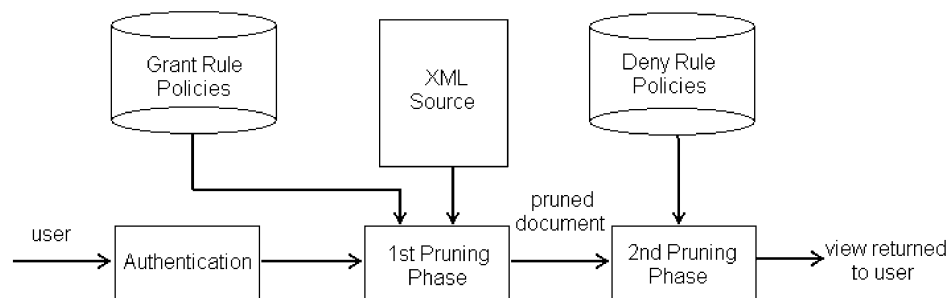 Grant Rule
Policies
XML
Source
Deny Rule
Policies
user
Authentication
1st Pruning
Phase
pruned
document
2nd Pruning
Phase
view returned
to user